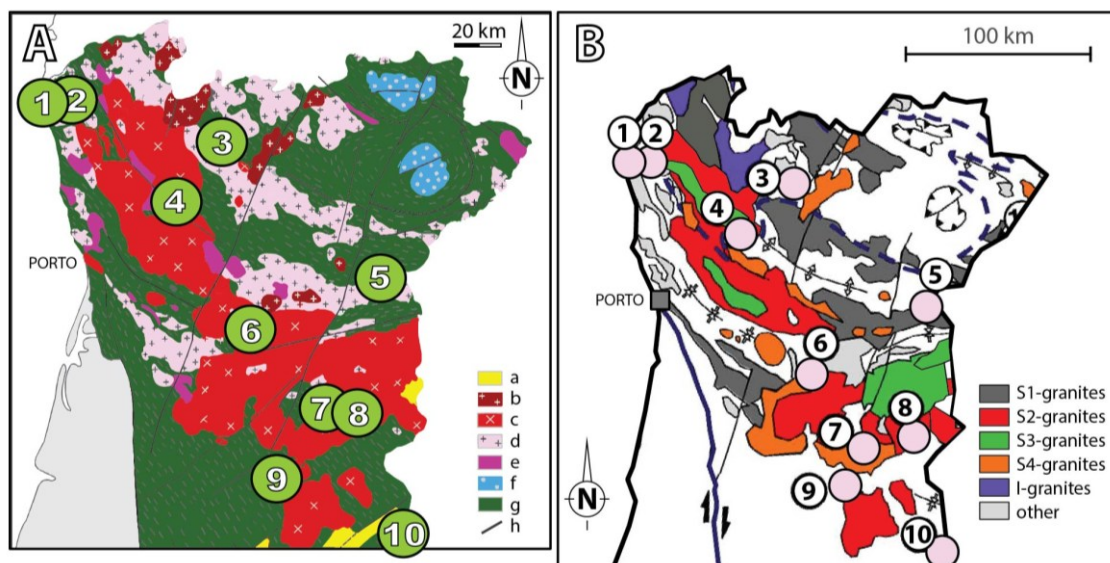 A
20 km
N
1
2
3
4
5
6
7
8
9
10
PORTO
a
b
c
d
e
f
g
h
B
100 km
1
2
3
4
5
6
7
8
9
10
PORTO
N
S1-granites
S2-granites
S3-granites
S4-granites
I-granites
other